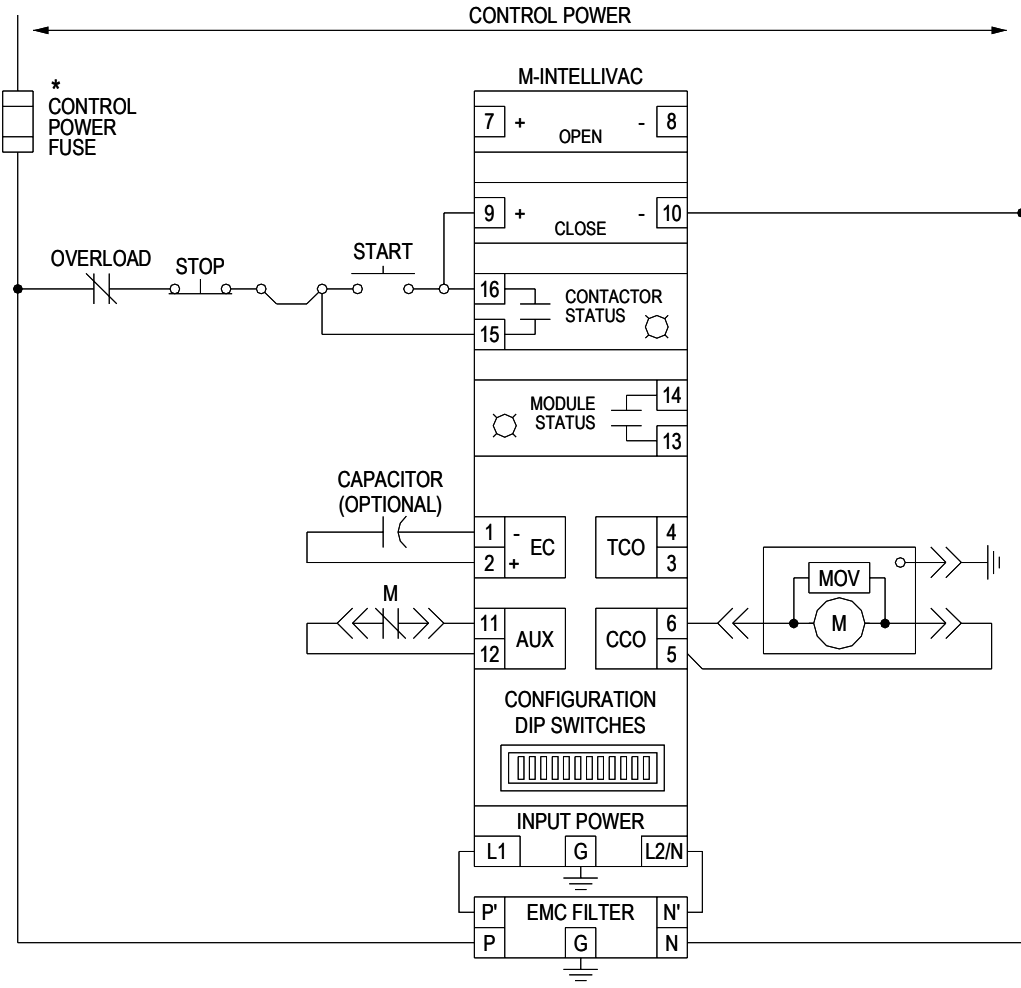 CONTROL POWER
*
CONTROL
POWER
FUSE
M-INTELLIVAC
7 + - 8
OPEN
9 + - 10
CLOSE
OVERLOAD
STOP
START
16
CONTACTOR
STATUS
15
14
MODULE
STATUS
13
CAPACITOR
(OPTIONAL)
1 - EC TCO 4
2 + 3
MOV
M
11 AUX CCO 6
12 5
M
CONFIGURATION
DIP SWITCHES
INPUT POWER
L1 G L2/N
P' EMC FILTER N'
P G N